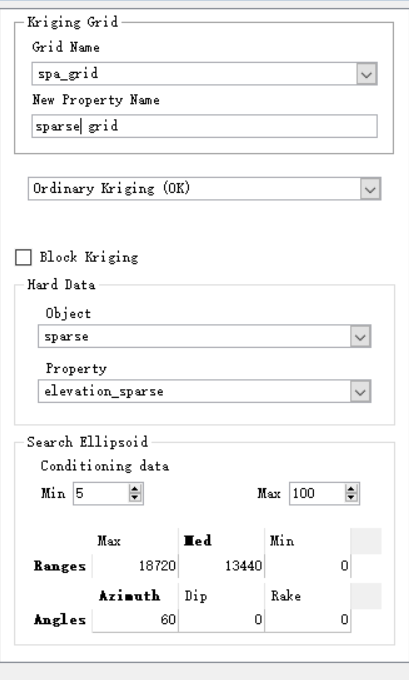 Kriging Grid
Grid Name
spa_grid
New Property Name
sparse grid
Ordinary Kriging (OK)
Block Kriging
Hard Data
Object
sparse
Property
elevation_sparse
Search Ellipsoid
Conditioning data
Min 5 Max 100
Max Med Min
Ranges 18720 13440 0
Azimuth Dip Rake
Angles 60 0 0